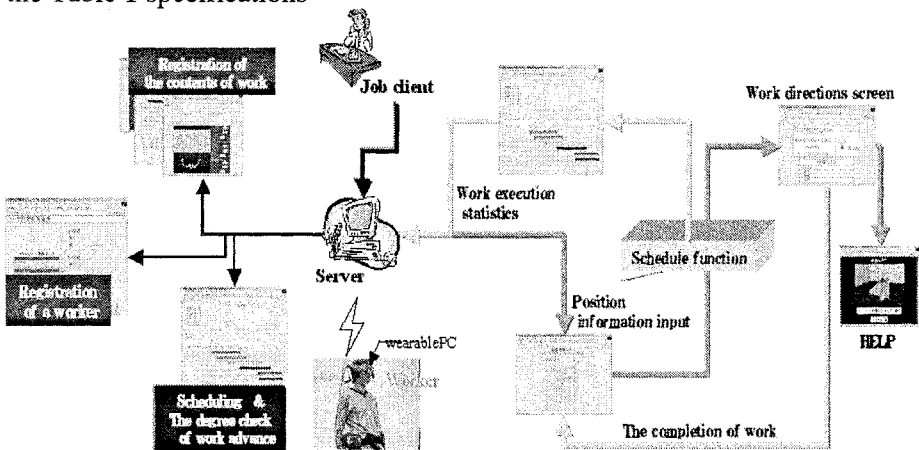 the Table 1 specifications
Registration of
the contents of work
Job client
Work directions screen
Work execution
statistics
Schedule function
Server
Registration
of a worker
Position
information input
HELP
wearablePC
Worker
Scheduling &
The degree check
of work advance
The completion of work